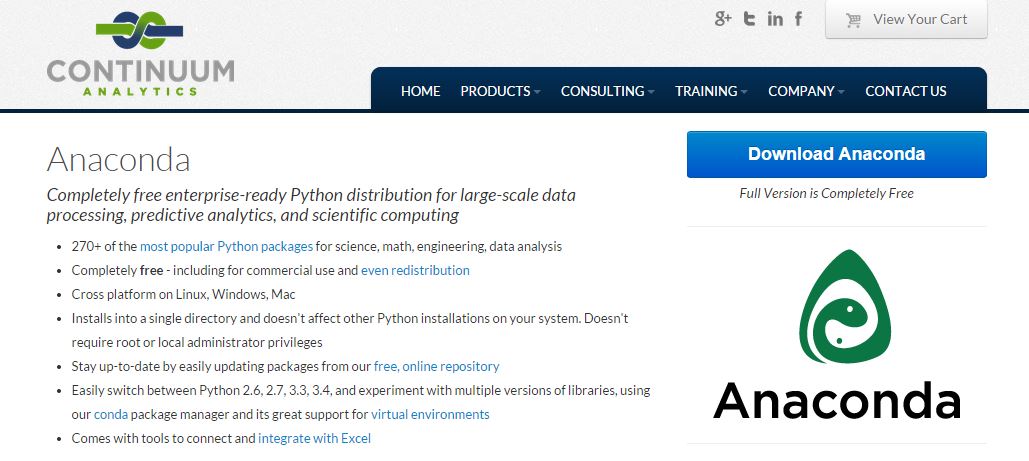 View Your Cart
CONTINUUM
ANALYTICS
HOME PRODUCTS CONSULTING TRAINING COMPANY CONTACT US
Anaconda
Completely free enterprise-ready Python distribution for large-scale data
processing, predictive analytics, and scientific computing
• 270+ of the most popular Python packages for science, math, engineering, data analysis
• Completely free - including for commercial use and even redistribution
• Cross platform on Linux, Windows, Mac
• Installs into a single directory and doesn't affect other Python installations on your system. Doesn't
require root or local administrator privileges
• Stay up-to-date by easily updating packages from our free, online repository
• Easily switch between Python 2.6, 2.7, 3.3, 3.4, and experiment with multiple versions of libraries, using
our conda package manager and its great support for virtual environments
• Comes with tools to connect and integrate with Excel
Download Anaconda
Full Version is Completely Free
Anaconda